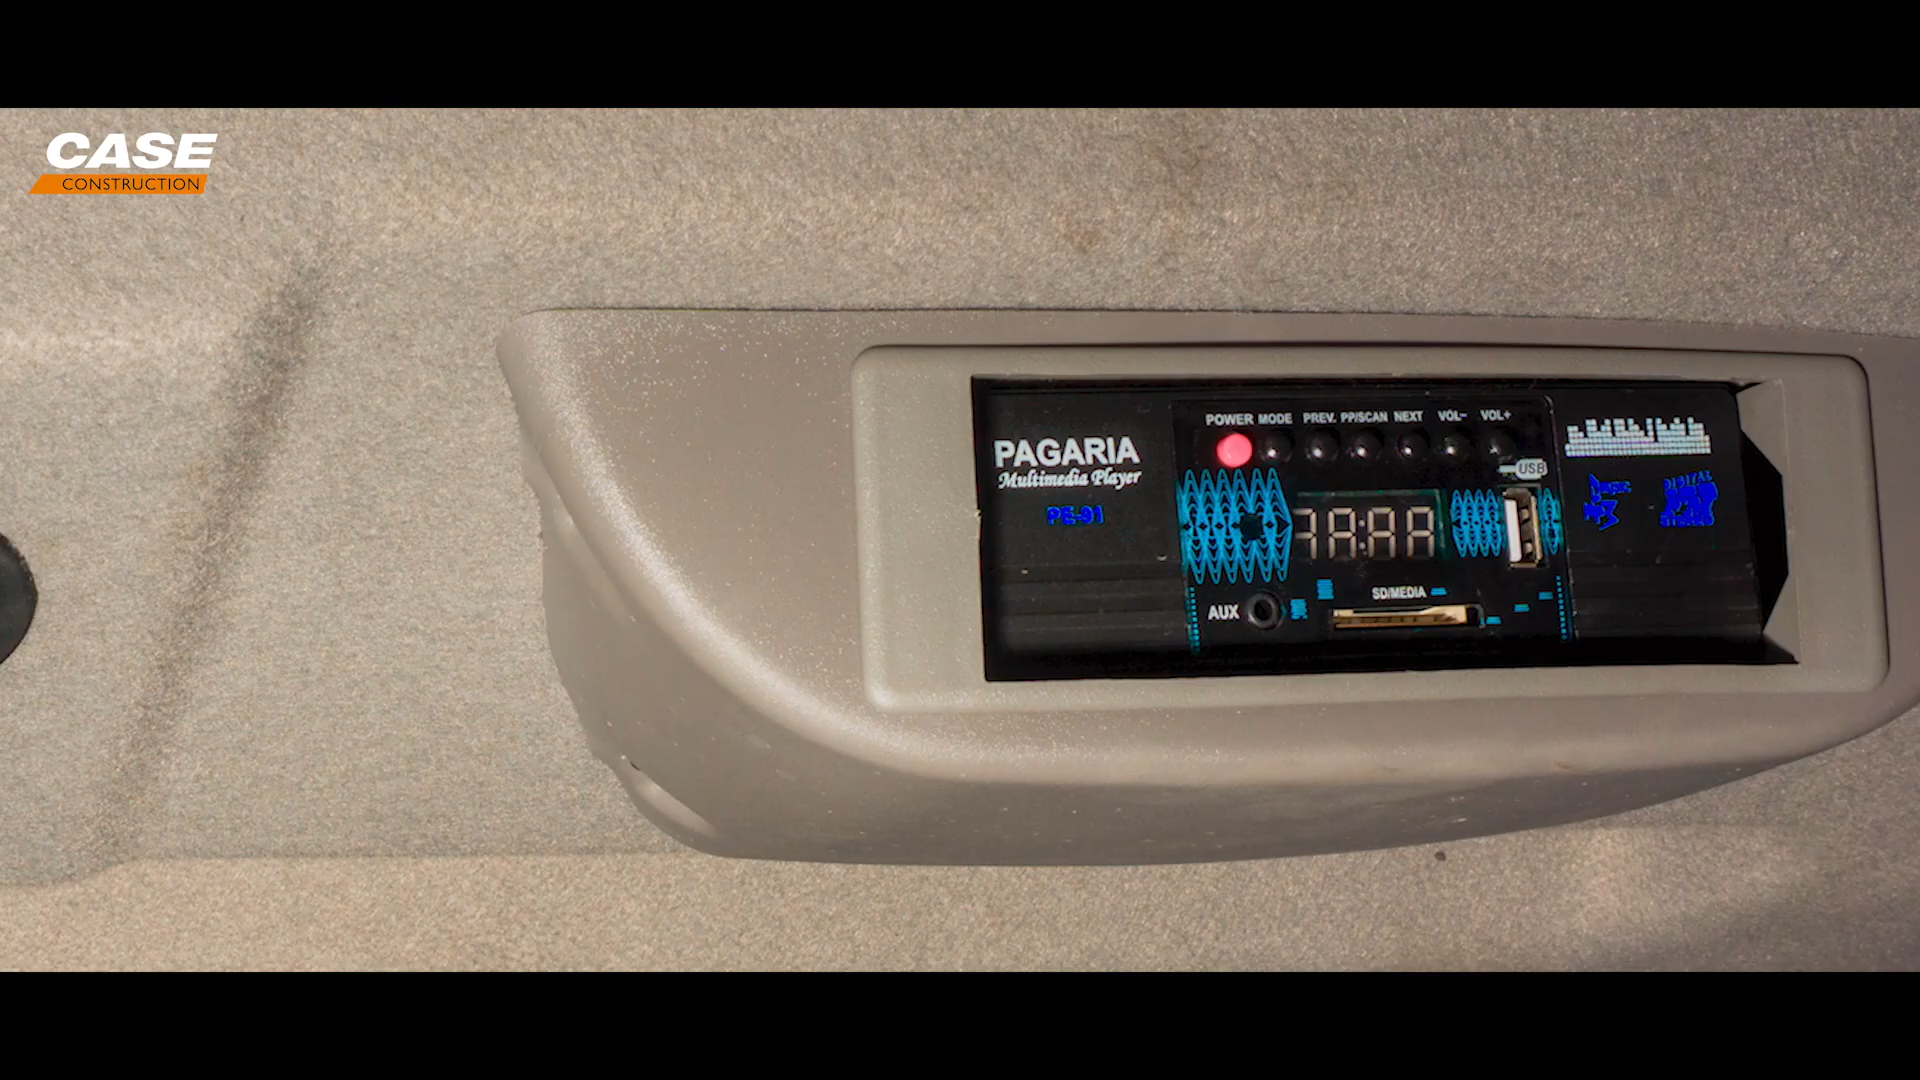 CASE
CONSTRUCTION
POWER MODE PREV. PP/SCAN NEXT VOL- VOL+
PAGARIA
Multimedia Player
PE-91
USB
AUX
SD/MEDIA
DIGITAL